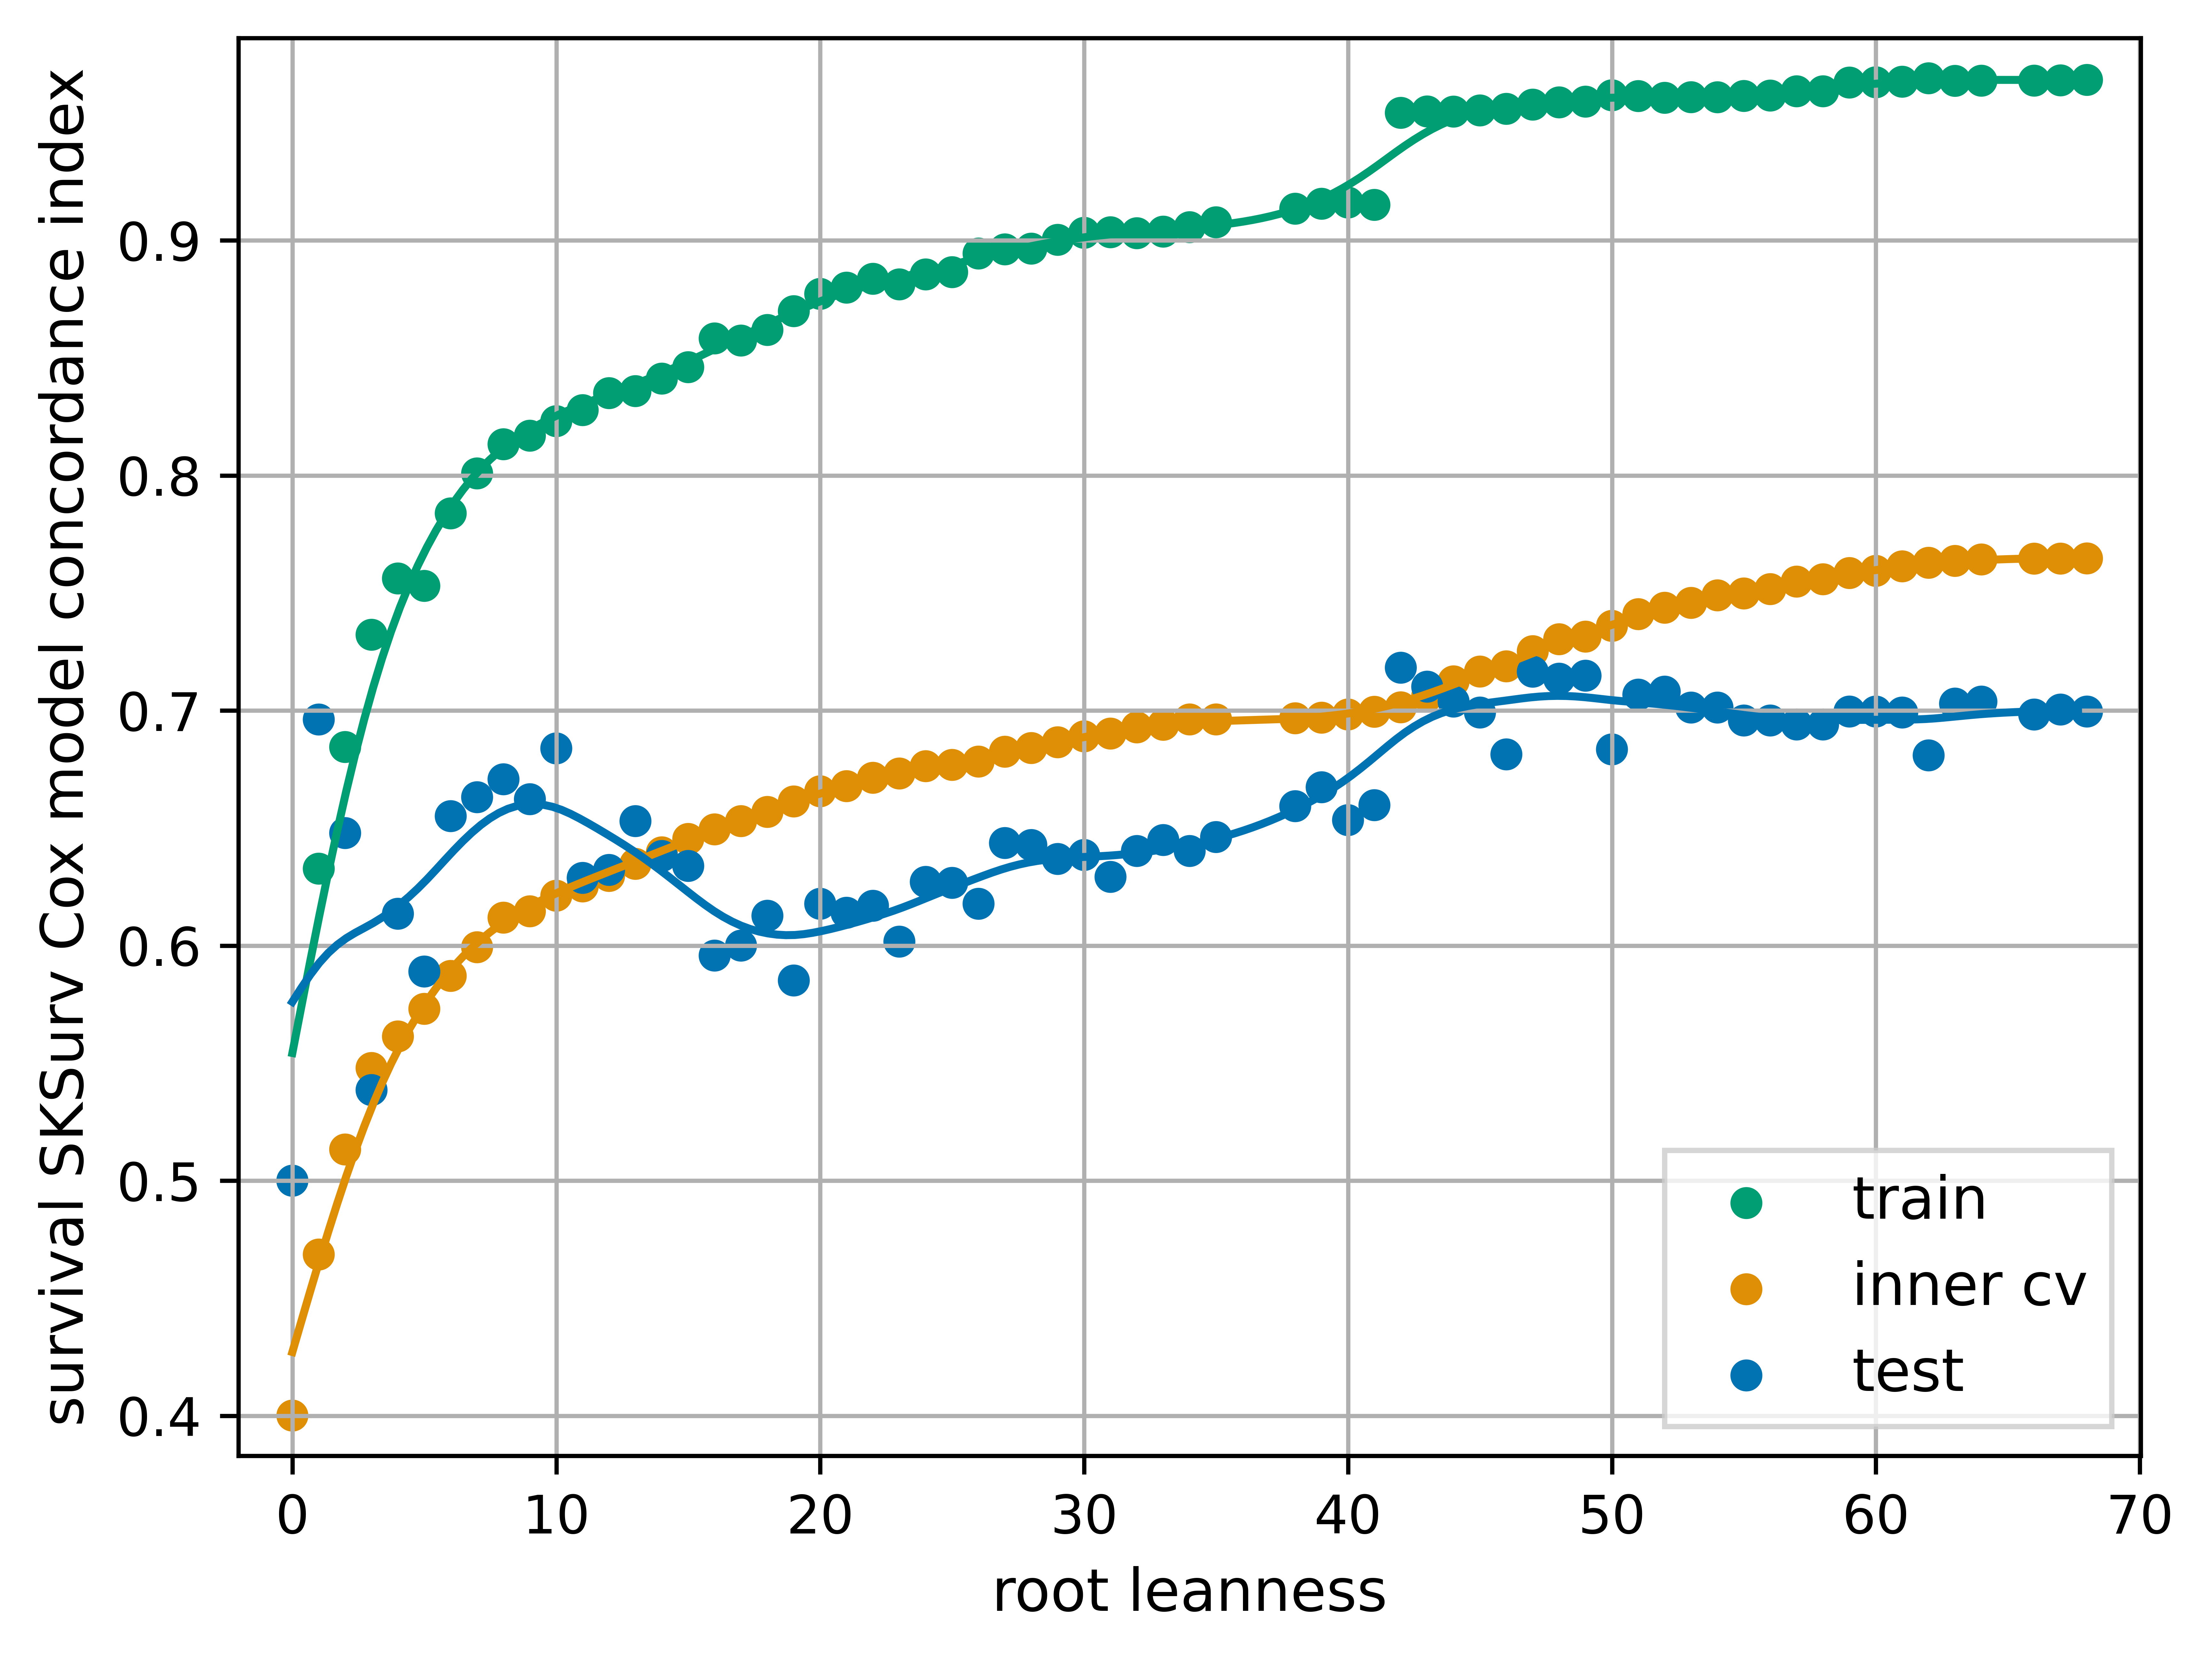 survival SKSurv Cox model concordance index
0.9
0.8
0.7
0.6
0.5
0.4
train
inner cv
test
0 10 20 30 40 50 60 70
root leanness